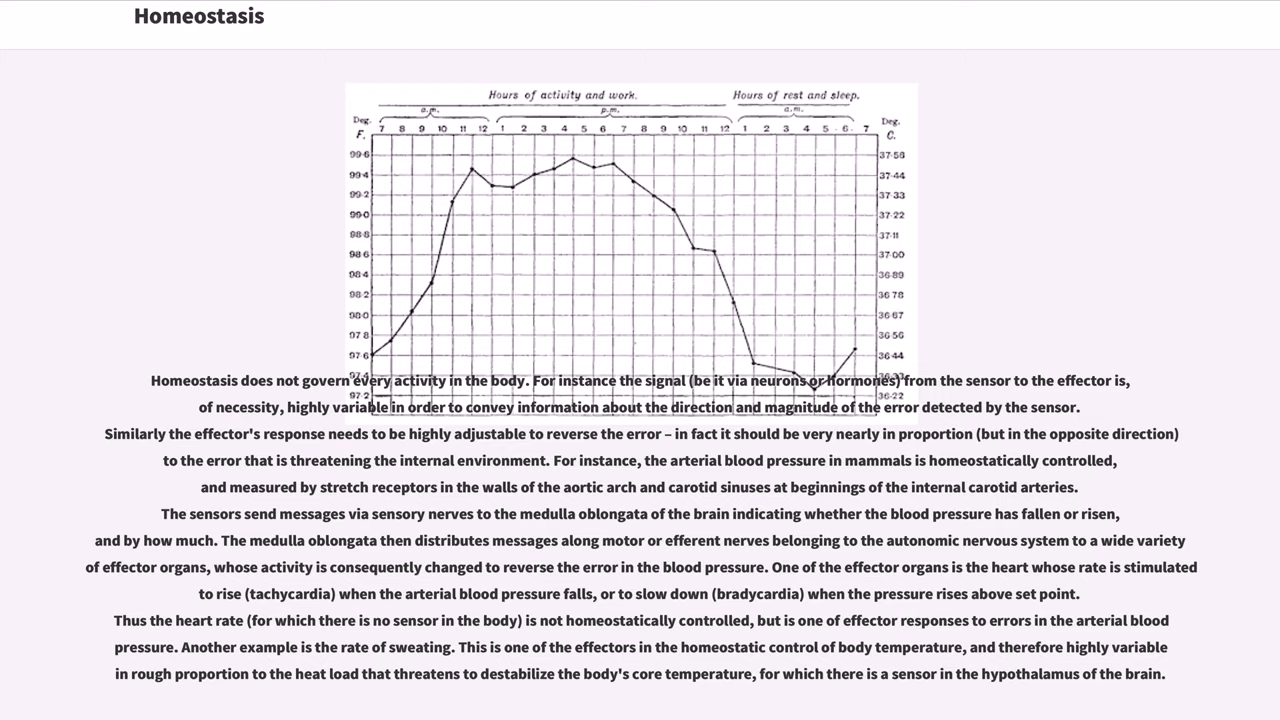 Homeostasis
Hours of activity and work. Hours of rest and sleep.
a.m. p.m. a.m.
Deg. Deg.
F. 7 8 9 10 11 12 1 2 3 4 5 6 7 8 9 10 11 12 1 2 3 4 5 6 7 C.
99·6 37·56
99·4 37·44
99·2 37·33
99·0 37·22
98·8 37·11
98·6 37·00
98·4 36·89
98·2 36·78
98·0 36·67
97·8 36·56
97·6 36·44
97·4 36·33
Homeostasis does not govern every activity in the body. For instance the signal (be it via neurons or hormones) from the sensor to the effector is,
97·2 36·22
of necessity, highly variable in order to convey information about the direction and magnitude of the error detected by the sensor.
Similarly the effector's response needs to be highly adjustable to reverse the error – in fact it should be very nearly in proportion (but in the opposite direction)
to the error that is threatening the internal environment. For instance, the arterial blood pressure in mammals is homeostatically controlled,
and measured by stretch receptors in the walls of the aortic arch and carotid sinuses at beginnings of the internal carotid arteries.
The sensors send messages via sensory nerves to the medulla oblongata of the brain indicating whether the blood pressure has fallen or risen,
and by how much. The medulla oblongata then distributes messages along motor or efferent nerves belonging to the autonomic nervous system to a wide variety
of effector organs, whose activity is consequently changed to reverse the error in the blood pressure. One of the effector organs is the heart whose rate is stimulated
to rise (tachycardia) when the arterial blood pressure falls, or to slow down (bradycardia) when the pressure rises above set point.
Thus the heart rate (for which there is no sensor in the body) is not homeostatically controlled, but is one of effector responses to errors in the arterial blood
pressure. Another example is the rate of sweating. This is one of the effectors in the homeostatic control of body temperature, and therefore highly variable
in rough proportion to the heat load that threatens to destabilize the body's core temperature, for which there is a sensor in the hypothalamus of the brain.